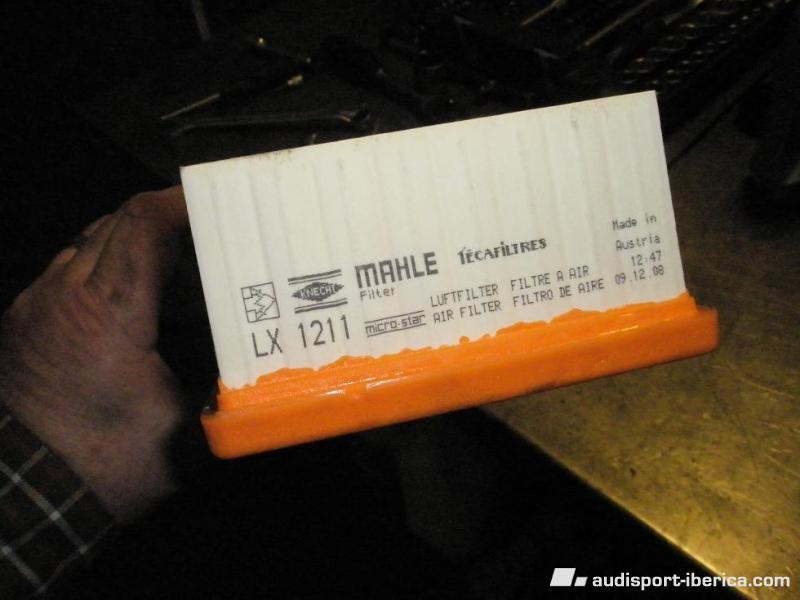 KNECHT
MAHLE
Filter
TECAFILTRES
LX 1211
micro-star
LUFTFILTER FILTRE A AIR
AIR FILTER FILTRO DE AIRE
Made in
Austria
12:47
09.12.08
audisport-iberica.com